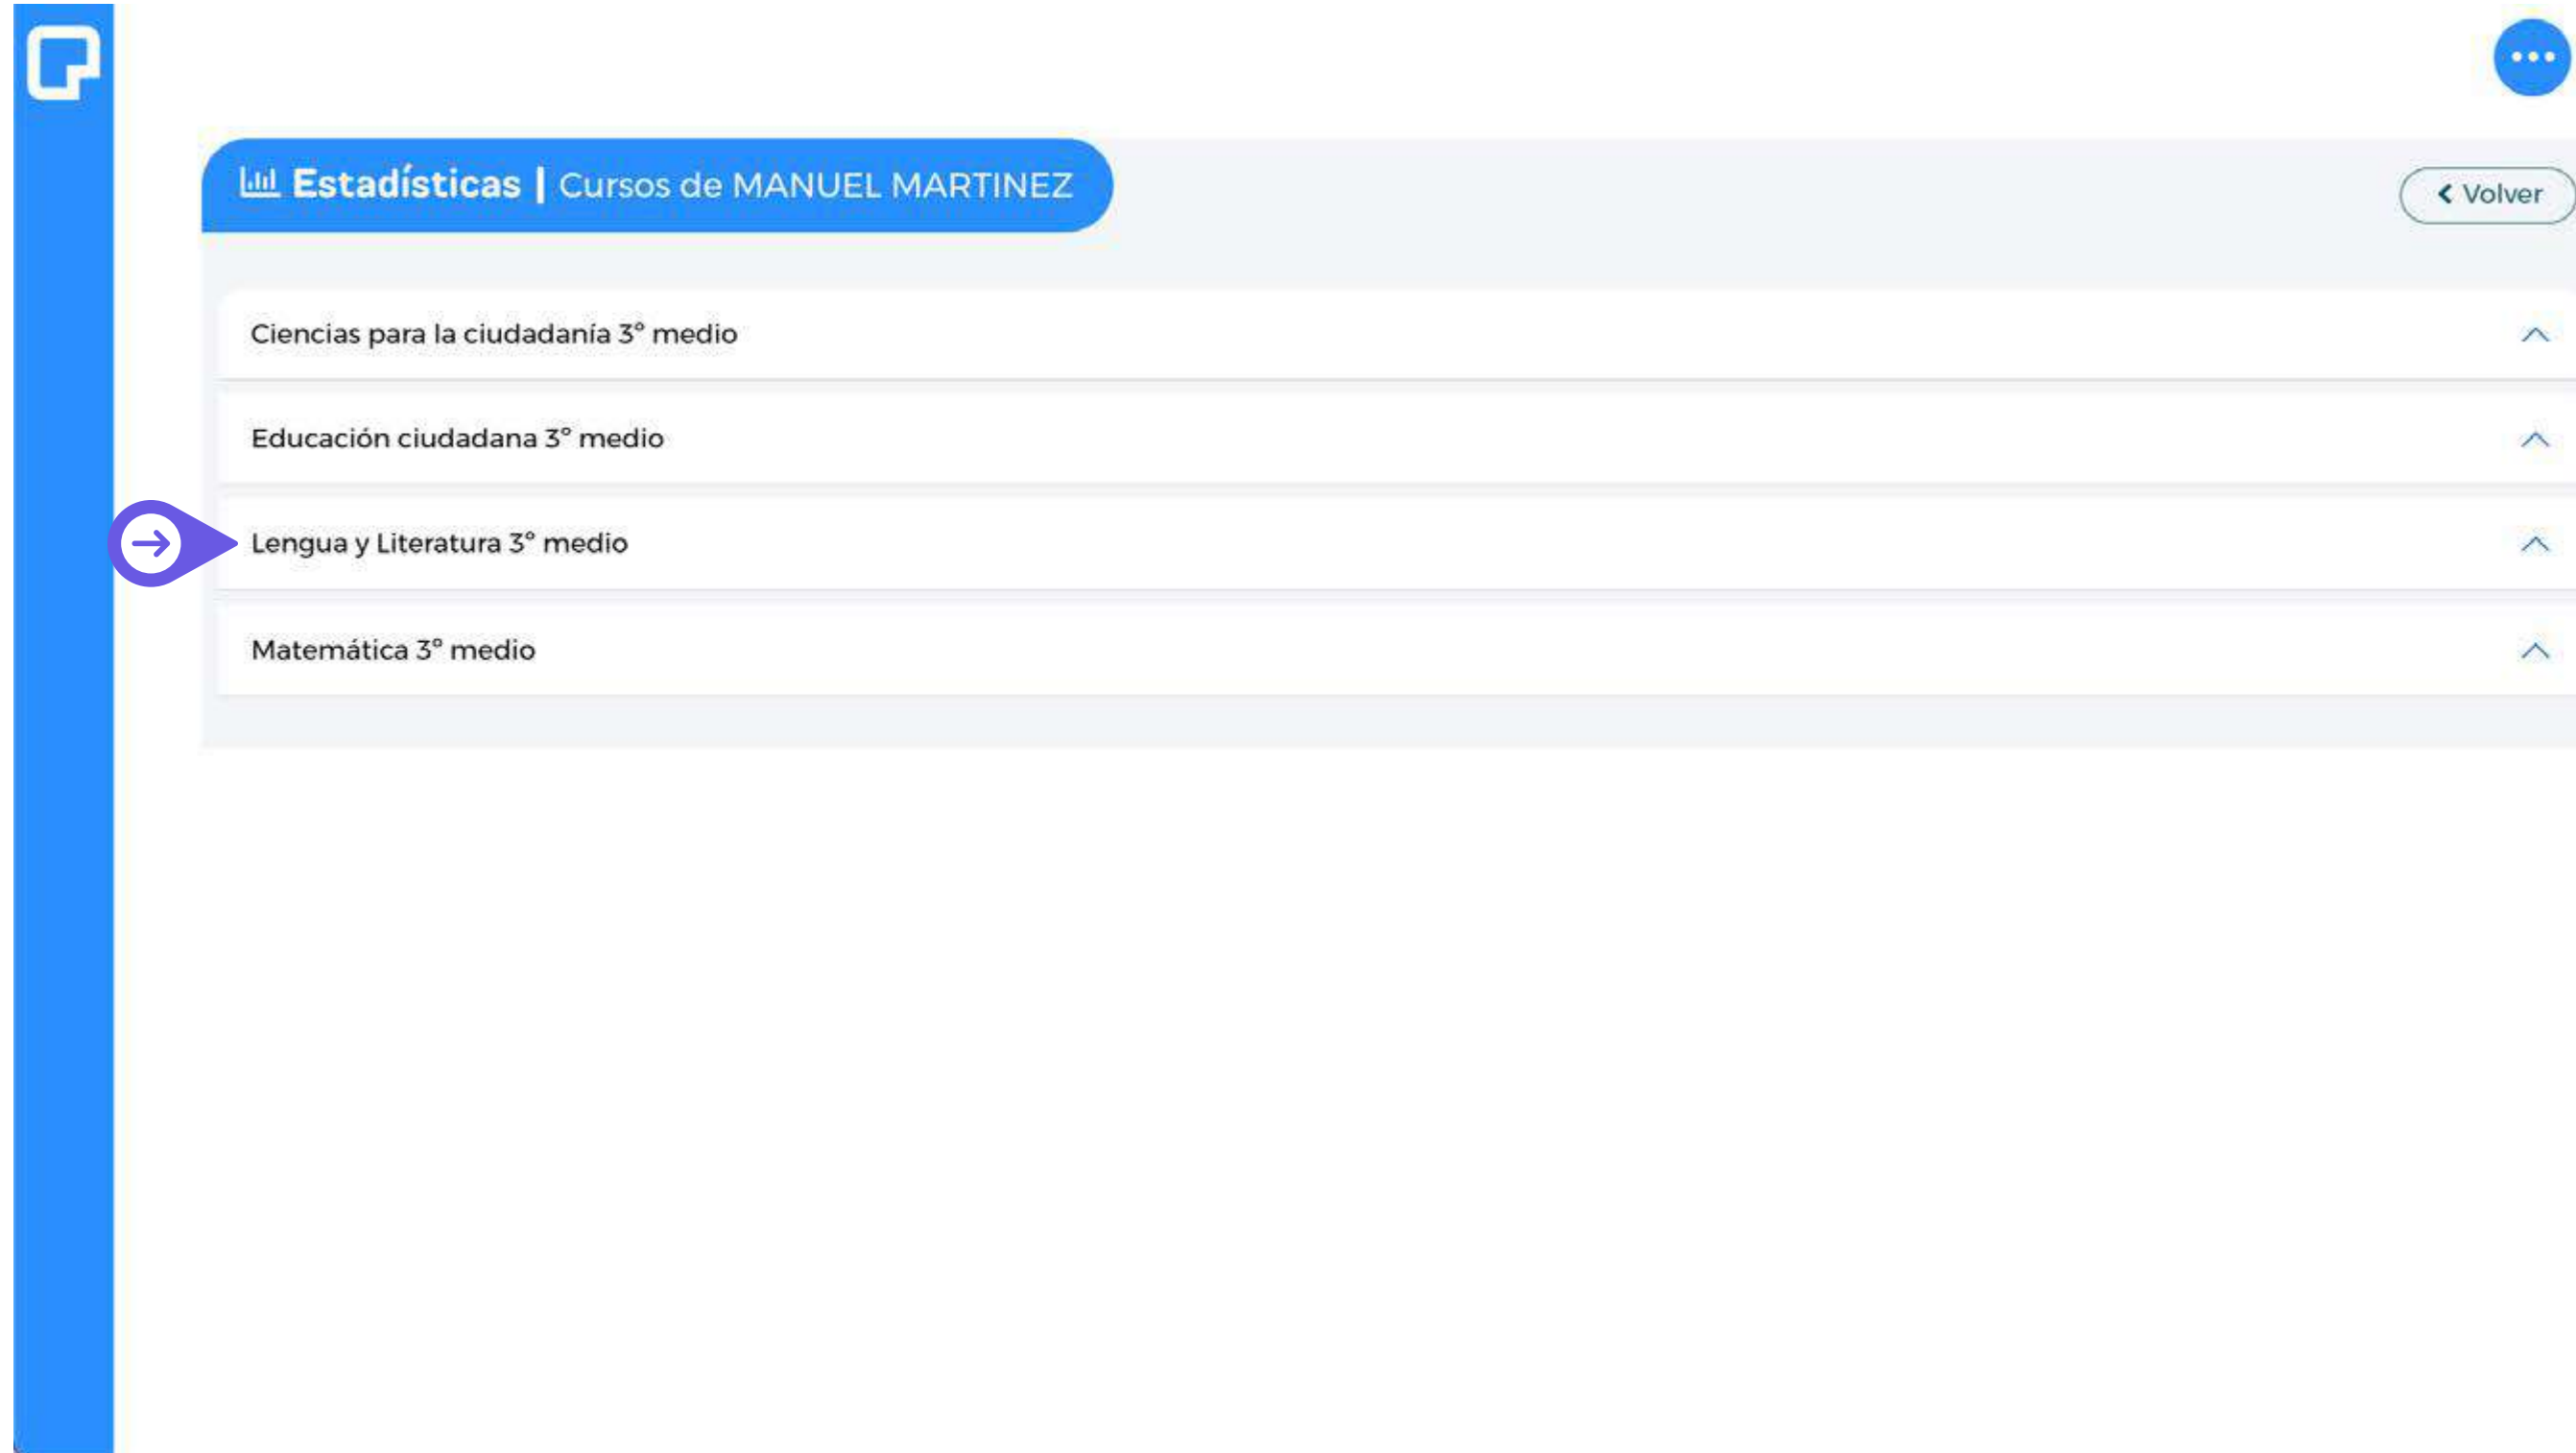 Estadísticas | Cursos de MANUEL MARTINEZ
Volver
Ciencias para la ciudadanía 3° medio
Educación ciudadana 3° medio
Lengua y Literatura 3° medio
Matemática 3° medio